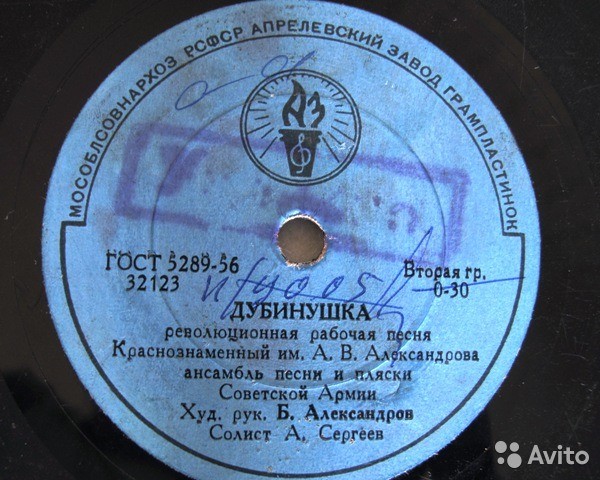 МОСОБЛСОВНАРХОЗ РСФСР АПРЕЛЕВСКИЙ ЗАВОД ГРАМПЛАСТИНОК
АЗ
ГОСТ 5289-56
32123
Вторая гр.
0-30
ДУБИНУШКА
революционная рабочая песня
Краснознаменный им. А. В. Александрова
ансамбль песни и пляски
Советской Армии
Худ. рук. Б. Александров
Солист А. Сергеев
Avito